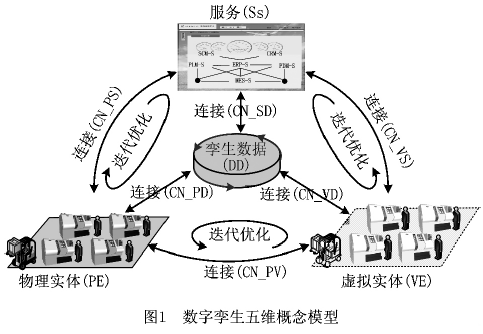 服务(Ss)
SCM-S CRM-S
PLM-S ERP-S PDM-S
MES-S
连接(CN_PS)
迭代优化
连接(CN_SD)
迭代优化
连接(CN_VS)
孪生数据
(DD)
连接(CN_PD)
连接(CN_VD)
迭代优化
物理实体(PE)
连接(CN_PV)
虚拟实体(VE)
图1 数字孪生五维概念模型